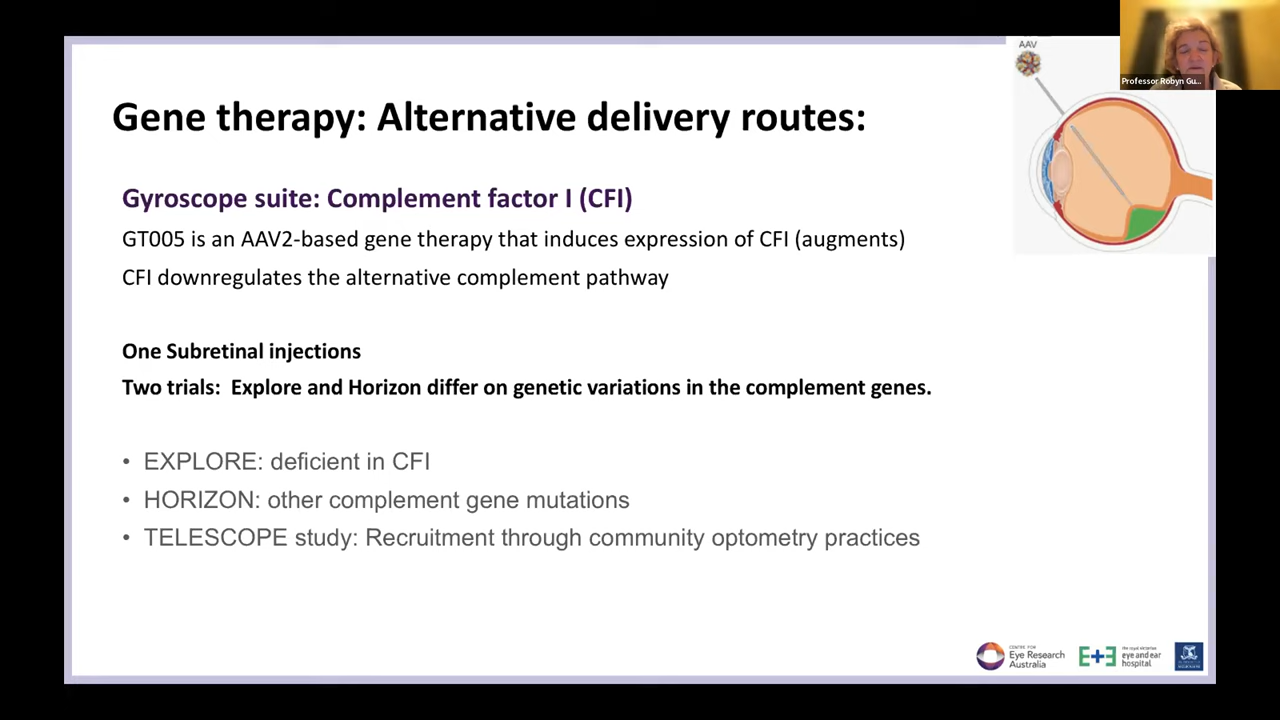 AAV
Professor Robyn Gu...
Gene therapy: Alternative delivery routes:
Gyroscope suite: Complement factor I (CFI)
GT005 is an AAV2-based gene therapy that induces expression of CFI (augments)
CFI downregulates the alternative complement pathway
One Subretinal injections
Two trials:  Explore and Horizon differ on genetic variations in the complement genes.
• EXPLORE: deficient in CFI
• HORIZON: other complement gene mutations
• TELESCOPE study: Recruitment through community optometry practices
CENTRE FOR
Eye Research
Australia
the royal victorian
eye and ear
hospital